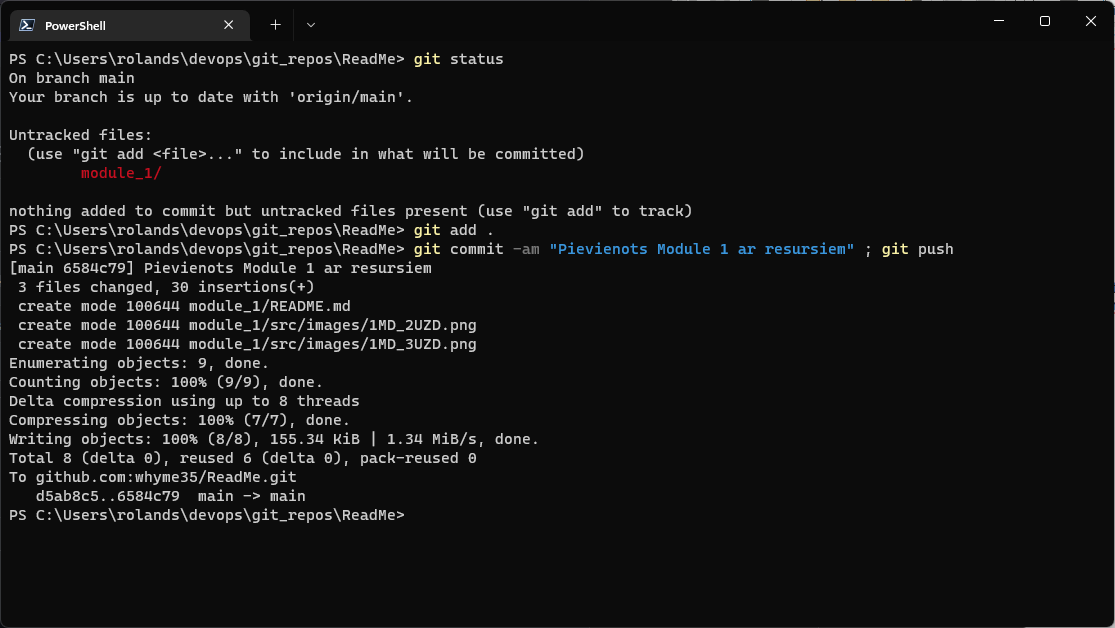 PowerShell
PS C:\Users\rolands\devops\git_repos\ReadMe> git status
On branch main
Your branch is up to date with 'origin/main'.
Untracked files:
  (use "git add <file>..." to include in what will be committed)
        module_1/
nothing added to commit but untracked files present (use "git add" to track)
PS C:\Users\rolands\devops\git_repos\ReadMe> git add .
PS C:\Users\rolands\devops\git_repos\ReadMe> git commit -am "Pievienots Module 1 ar resursiem" ; git push
[main 6584c79] Pievienots Module 1 ar resursiem
 3 files changed, 30 insertions(+)
 create mode 100644 module_1/README.md
 create mode 100644 module_1/src/images/1MD_2UZD.png
 create mode 100644 module_1/src/images/1MD_3UZD.png
Enumerating objects: 9, done.
Counting objects: 100% (9/9), done.
Delta compression using up to 8 threads
Compressing objects: 100% (7/7), done.
Writing objects: 100% (8/8), 155.34 KiB | 1.34 MiB/s, done.
Total 8 (delta 0), reused 6 (delta 0), pack-reused 0
To github.com:whyme35/ReadMe.git
   d5ab8c5..6584c79  main -> main
PS C:\Users\rolands\devops\git_repos\ReadMe>